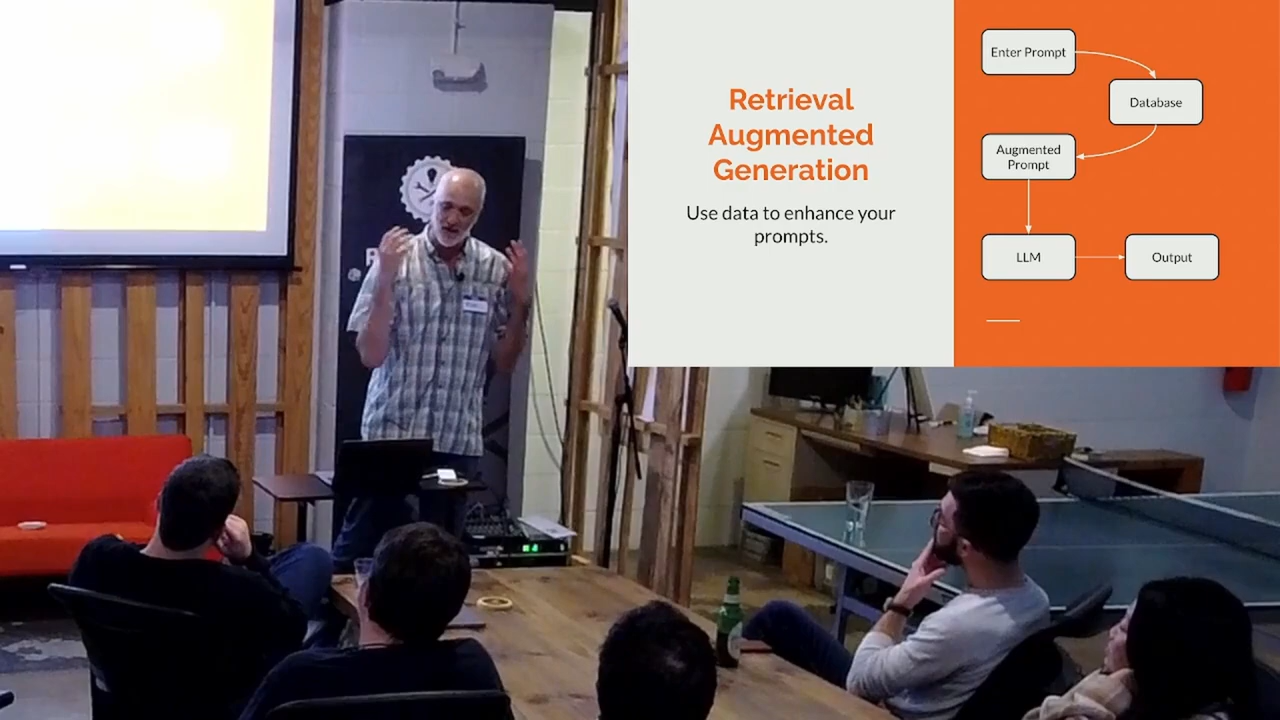 Retrieval
Augmented
Generation
Use data to enhance your
prompts.
Enter Prompt
Database
Augmented
Prompt
LLM
Output